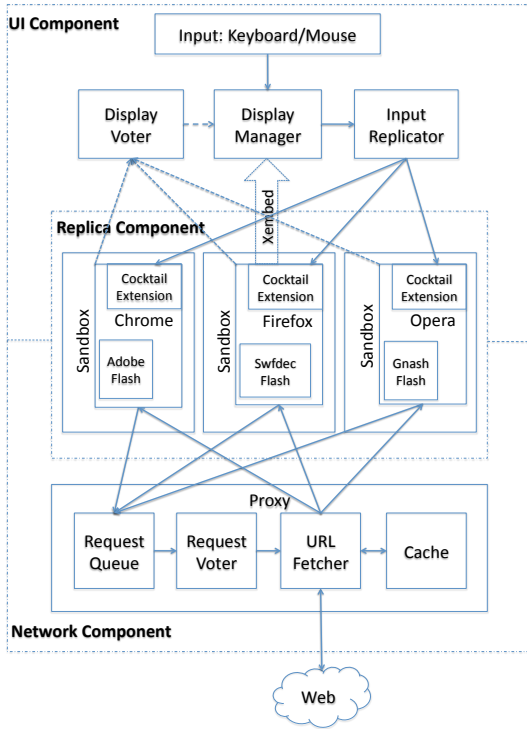 UI Component
Input: Keyboard/Mouse
Display
Voter
Display
Manager
Input
Replicator
Xembed
Replica Component
Sandbox
Cocktail
Extension
Chrome
Adobe
Flash
Sandbox
Cocktail
Extension
Firefox
Swfdec
Flash
Sandbox
Cocktail
Extension
Opera
Gnash
Flash
Proxy
Request
Queue
Request
Voter
URL
Fetcher
Cache
Network Component
Web